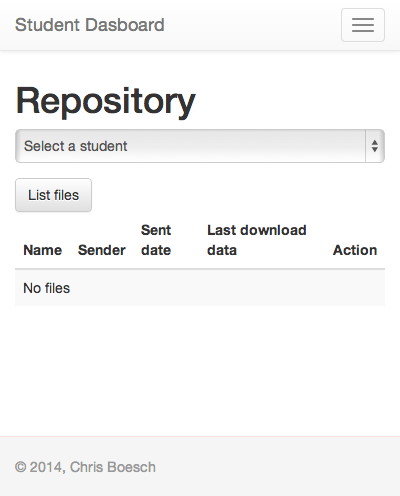 Student Dasboard
Repository
Select a student
List files
Name Sender Sent date Last download data Action
No files
© 2014, Chris Boesch